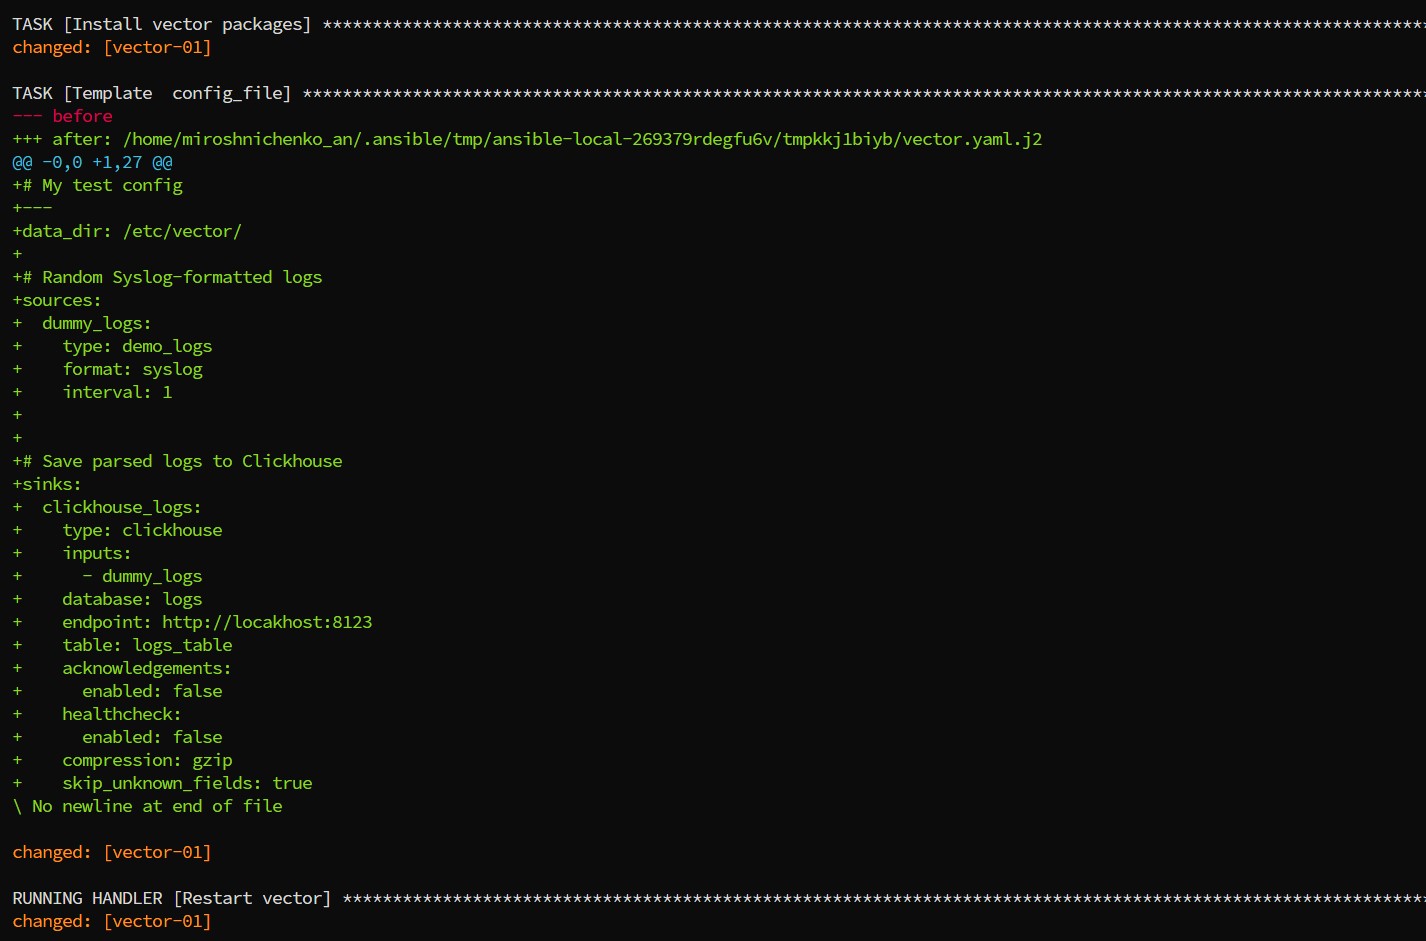 TASK [Install vector packages] **************************************************************************************************************
changed: [vector-01]
TASK [Template  config_file] ****************************************************************************************************************
--- before
+++ after: /home/miroshnichenko_an/.ansible/tmp/ansible-local-269379rdegfu6v/tmpkkj1biyb/vector.yaml.j2
@@ -0,0 +1,27 @@
+# My test config
+---
+data_dir: /etc/vector/
+
+# Random Syslog-formatted logs
+sources:
+  dummy_logs:
+    type: demo_logs
+    format: syslog
+    interval: 1
+
+
+# Save parsed logs to Clickhouse
+sinks:
+  clickhouse_logs:
+    type: clickhouse
+    inputs:
+      - dummy_logs
+    database: logs
+    endpoint: http://locakhost:8123
+    table: logs_table
+    acknowledgements:
+      enabled: false
+    healthcheck:
+      enabled: false
+    compression: gzip
+    skip_unknown_fields: true
\ No newline at end of file
changed: [vector-01]
RUNNING HANDLER [Restart vector] ************************************************************************************************************
changed: [vector-01]